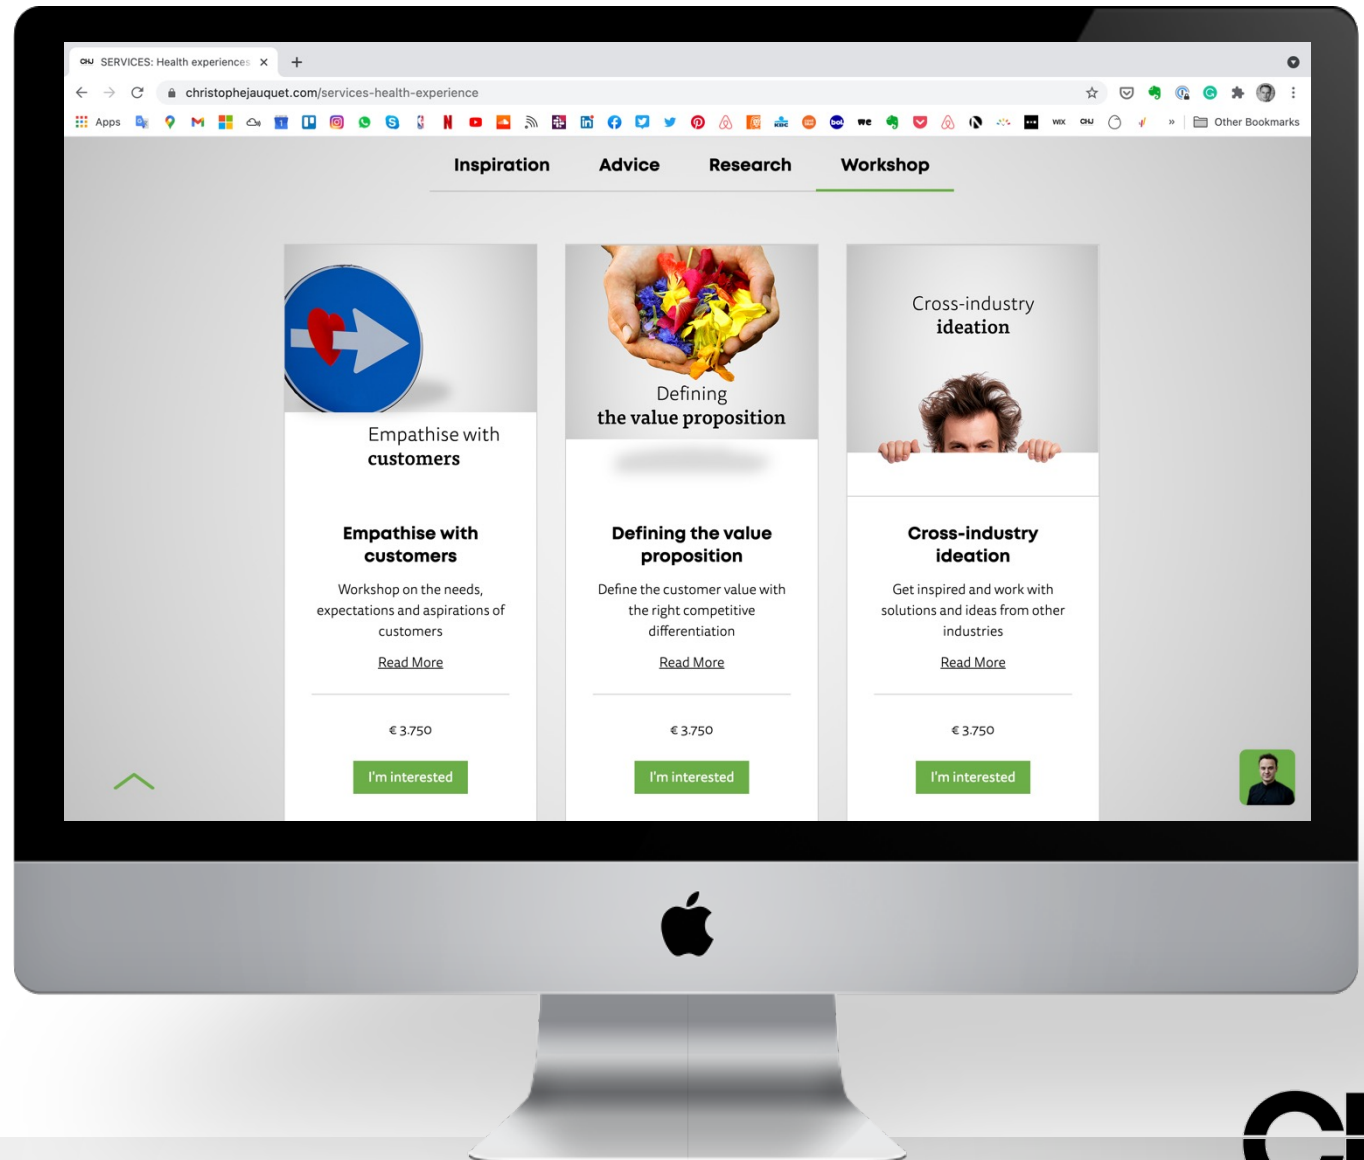 CHJ SERVICES: Health experiences
christophejauquet.com/services-health-experience
Apps
WIX
CHJ
Other Bookmarks
Inspiration Advice Research Workshop
Empathise with
customers
Defining
the value proposition
Cross-industry
ideation
Empathise with
customers
Workshop on the needs,
expectations and aspirations of
customers
Read More
€ 3.750
I'm interested
Defining the value
proposition
Define the customer value with
the right competitive
differentiation
Read More
€ 3.750
I'm interested
Cross-industry
ideation
Get inspired and work with
solutions and ideas from other
industries
Read More
€ 3.750
I'm interested